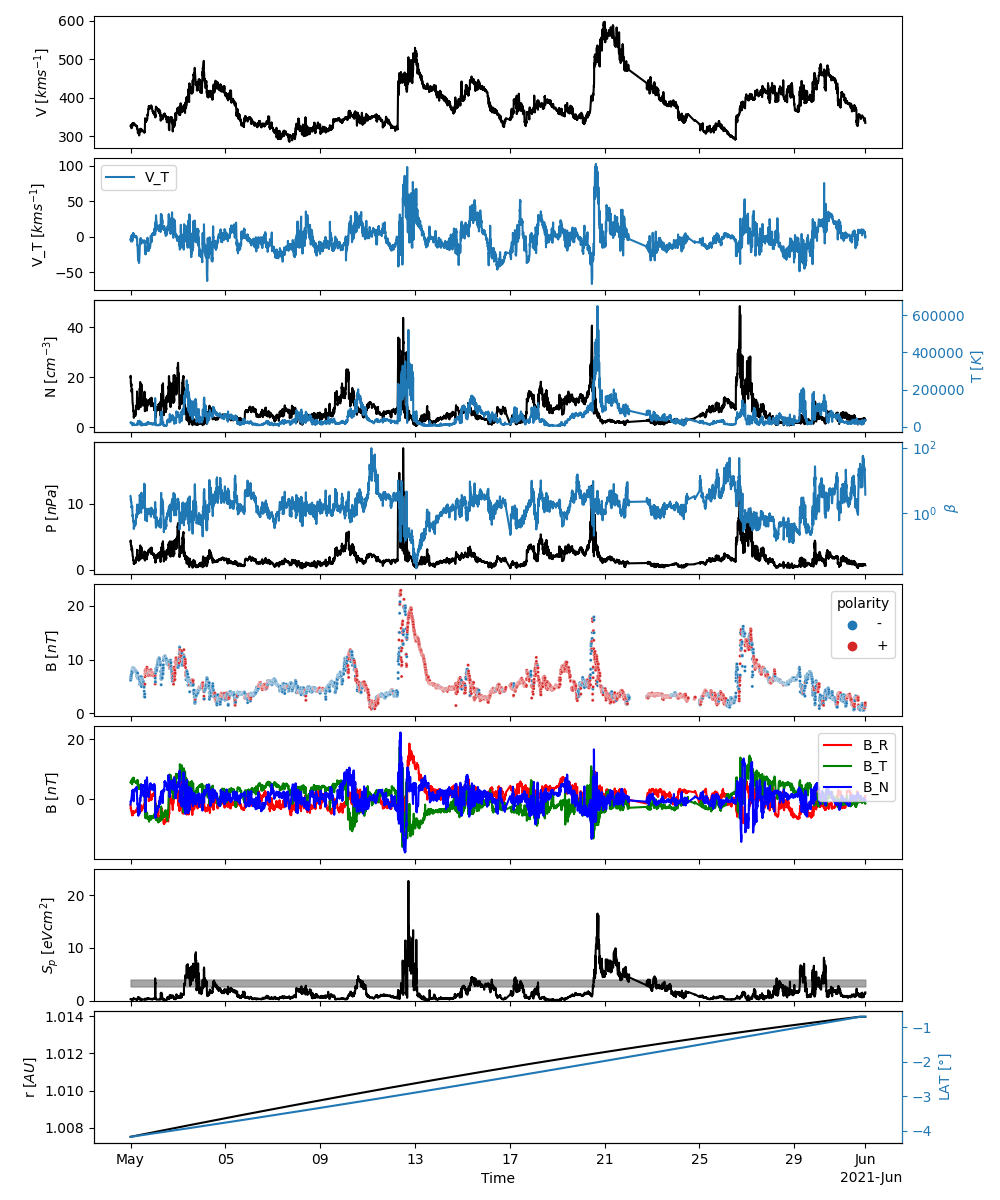 600
500
400
300
V [kms⁻¹]
100
50
0
−50
V_T [kms⁻¹]
V_T
40
20
0
N [cm⁻³]
600000
400000
200000
0
T [K]
10
0
P [nPa]
10²
10⁰
β
20
10
0
B [nT]
polarity
-
+
20
0
B [nT]
B_R
B_T
B_N
20
10
0
Sₚ [eVcm²]
1.014
1.012
1.010
1.008
r [AU]
−1
−2
−3
−4
LAT [°]
May 05 09 13 17 21 25 29 Jun
Time
2021-Jun